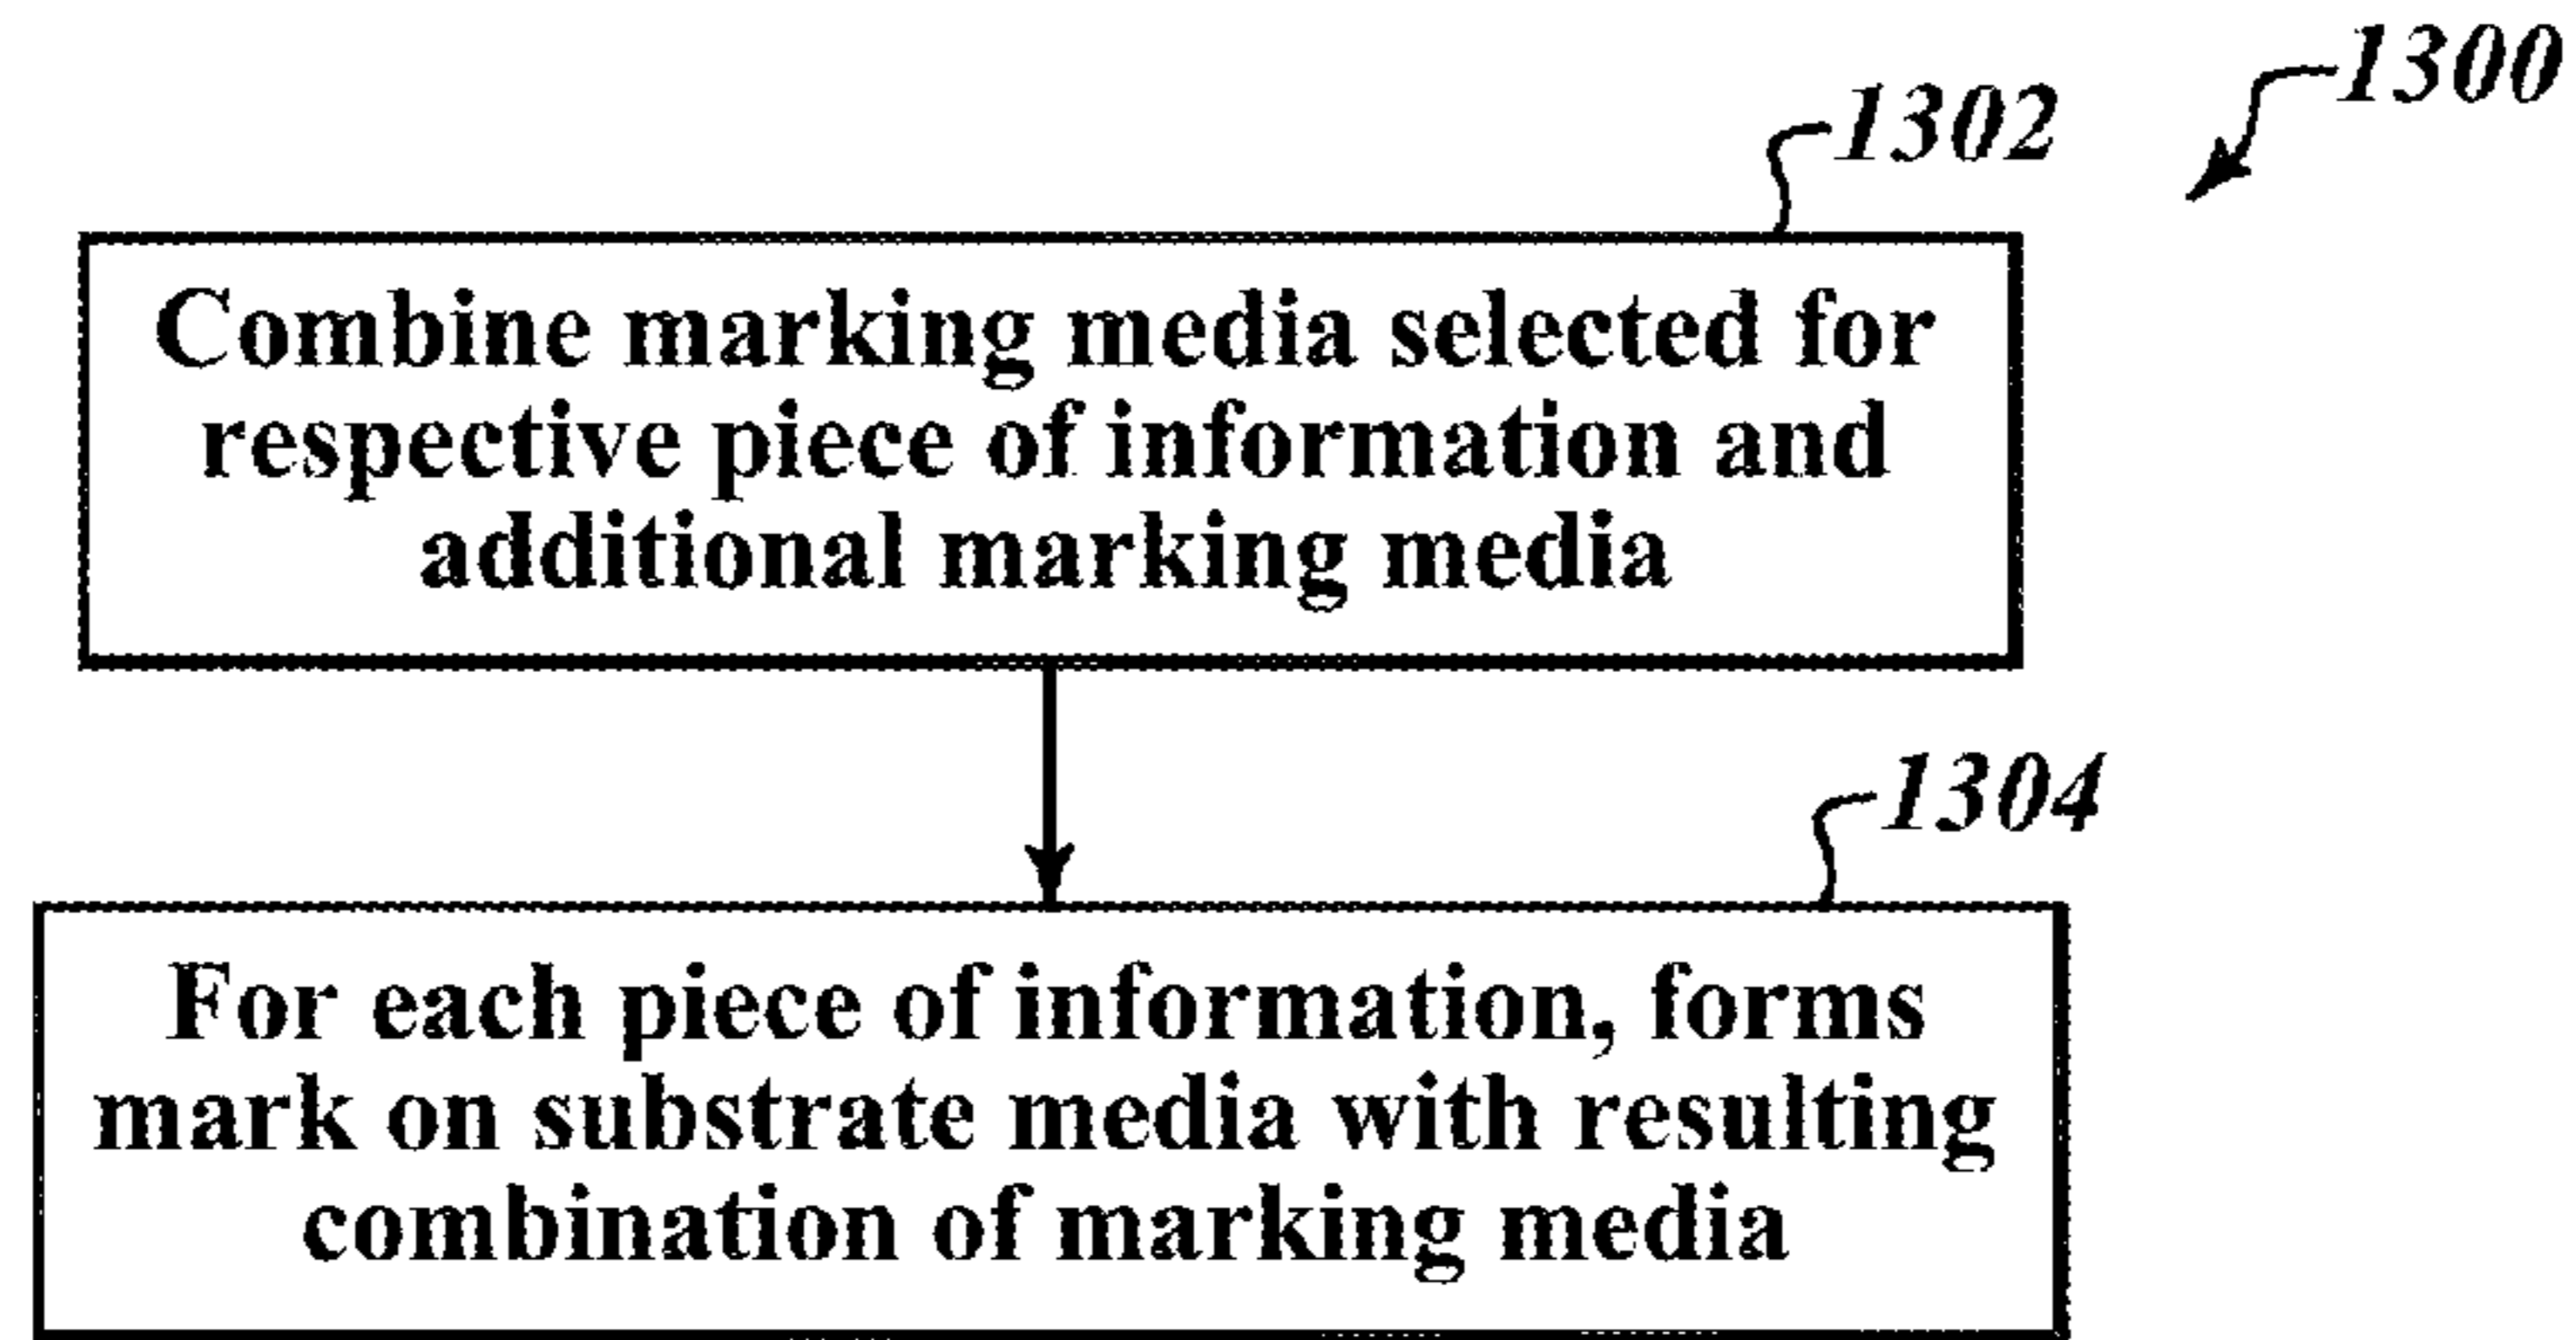 1300
1302
Combine marking media selected for
respective piece of information and
additional marking media
1304
For each piece of information, forms
mark on substrate media with resulting
combination of marking media